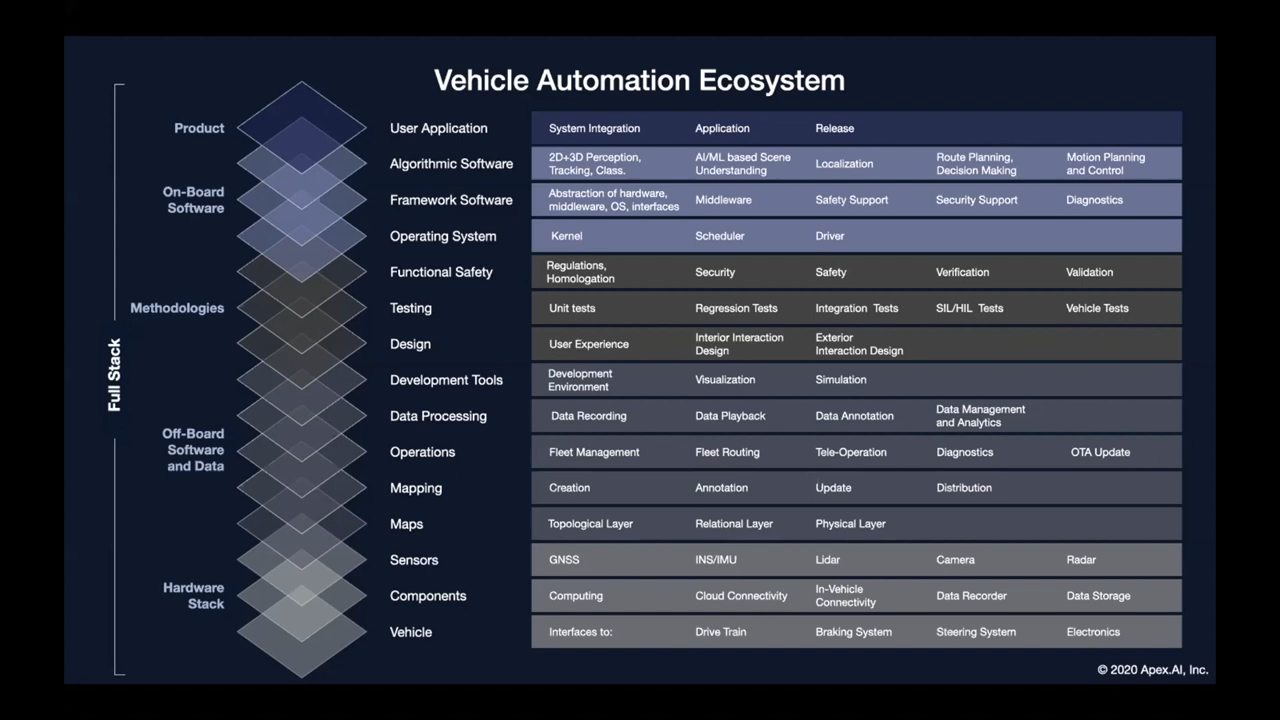 Vehicle Automation Ecosystem
Full Stack
Product
User Application
System Integration
Application
Release
On-Board
Software
Algorithmic Software
2D+3D Perception,
Tracking, Class.
AI/ML based Scene
Understanding
Localization
Route Planning,
Decision Making
Motion Planning
and Control
Framework Software
Abstraction of hardware,
middleware, OS, interfaces
Middleware
Safety Support
Security Support
Diagnostics
Operating System
Kernel
Scheduler
Driver
Methodologies
Functional Safety
Regulations,
Homologation
Security
Safety
Verification
Validation
Testing
Unit tests
Regression Tests
Integration Tests
SIL/HIL Tests
Vehicle Tests
Design
User Experience
Interior Interaction
Design
Exterior
Interaction Design
Off-Board
Software
and Data
Development Tools
Development
Environment
Visualization
Simulation
Data Processing
Data Recording
Data Playback
Data Annotation
Data Management
and Analytics
Operations
Fleet Management
Fleet Routing
Tele-Operation
Diagnostics
OTA Update
Mapping
Creation
Annotation
Update
Distribution
Maps
Topological Layer
Relational Layer
Physical Layer
Hardware
Stack
Sensors
GNSS
INS/IMU
Lidar
Camera
Radar
Components
Computing
Cloud Connectivity
In-Vehicle
Connectivity
Data Recorder
Data Storage
Vehicle
Interfaces to:
Drive Train
Braking System
Steering System
Electronics
© 2020 Apex.AI, Inc.